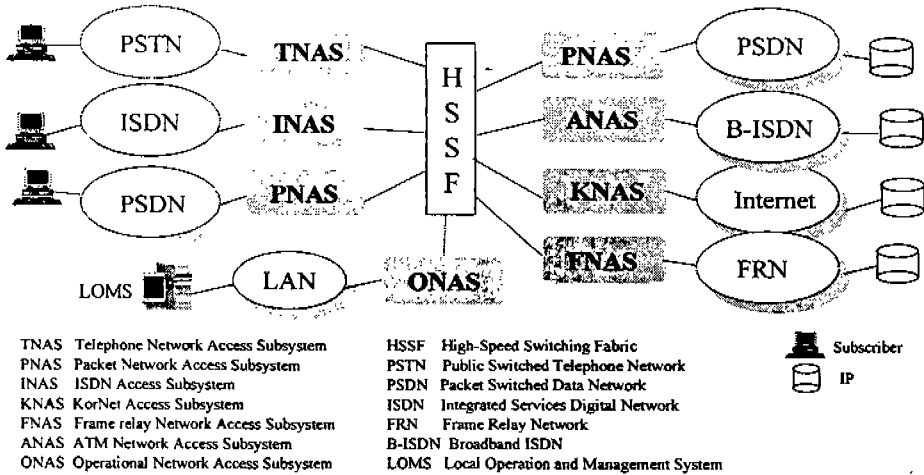 PSTN TNAS PNAS PSDN
H
S
S
F
ISDN INAS ANAS B-ISDN
PSDN PNAS KNAS Internet
LOMS LAN ONAS FNAS FRN
TNAS Telephone Network Access Subsystem
PNAS Packet Network Access Subsystem
INAS ISDN Access Subsystem
KNAS KorNet Access Subsystem
FNAS Frame relay Network Access Subsystem
ANAS ATM Network Access Subsystem
ONAS Operational Network Access Subsystem
HSSF High-Speed Switching Fabric
PSTN Public Switched Telephone Network
PSDN Packet Switched Data Network
ISDN Integrated Services Digital Network
FRN Frame Relay Network
B-ISDN Broadband ISDN
LOMS Local Operation and Management System
Subscriber
IP